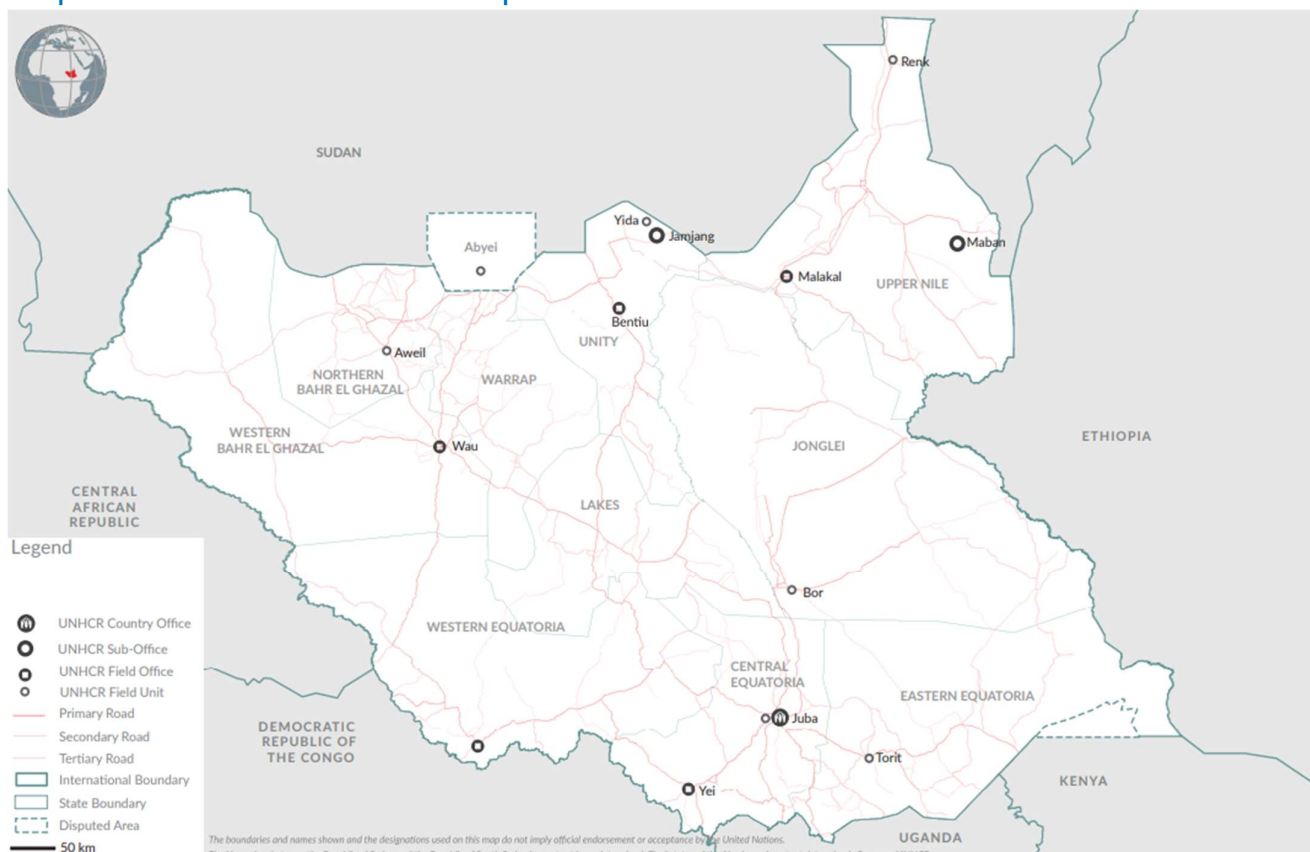 Renk
SUDAN
Yida
Jamjang
Abyei
Maban
Malakal
UPPER NILE
Bentiu
UNITY
Aweil
NORTHERN
BAHR EL GHAZAL
WARRAP
WESTERN
BAHR EL GHAZAL
Wau
JONGLEI
ETHIOPIA
CENTRAL
AFRICAN
REPUBLIC
LAKES
Bor
WESTERN EQUATORIA
CENTRAL
EQUATORIA
EASTERN EQUATORIA
Juba
DEMOCRATIC
REPUBLIC OF
THE CONGO
Torit
Yei
KENYA
UGANDA
Legend
UNHCR Country Office
UNHCR Sub-Office
UNHCR Field Office
UNHCR Field Unit
Primary Road
Secondary Road
Tertiary Road
International Boundary
State Boundary
Disputed Area
50 km
The boundaries and names shown and the designations used on this map do not imply official endorsement or acceptance by the United Nations.